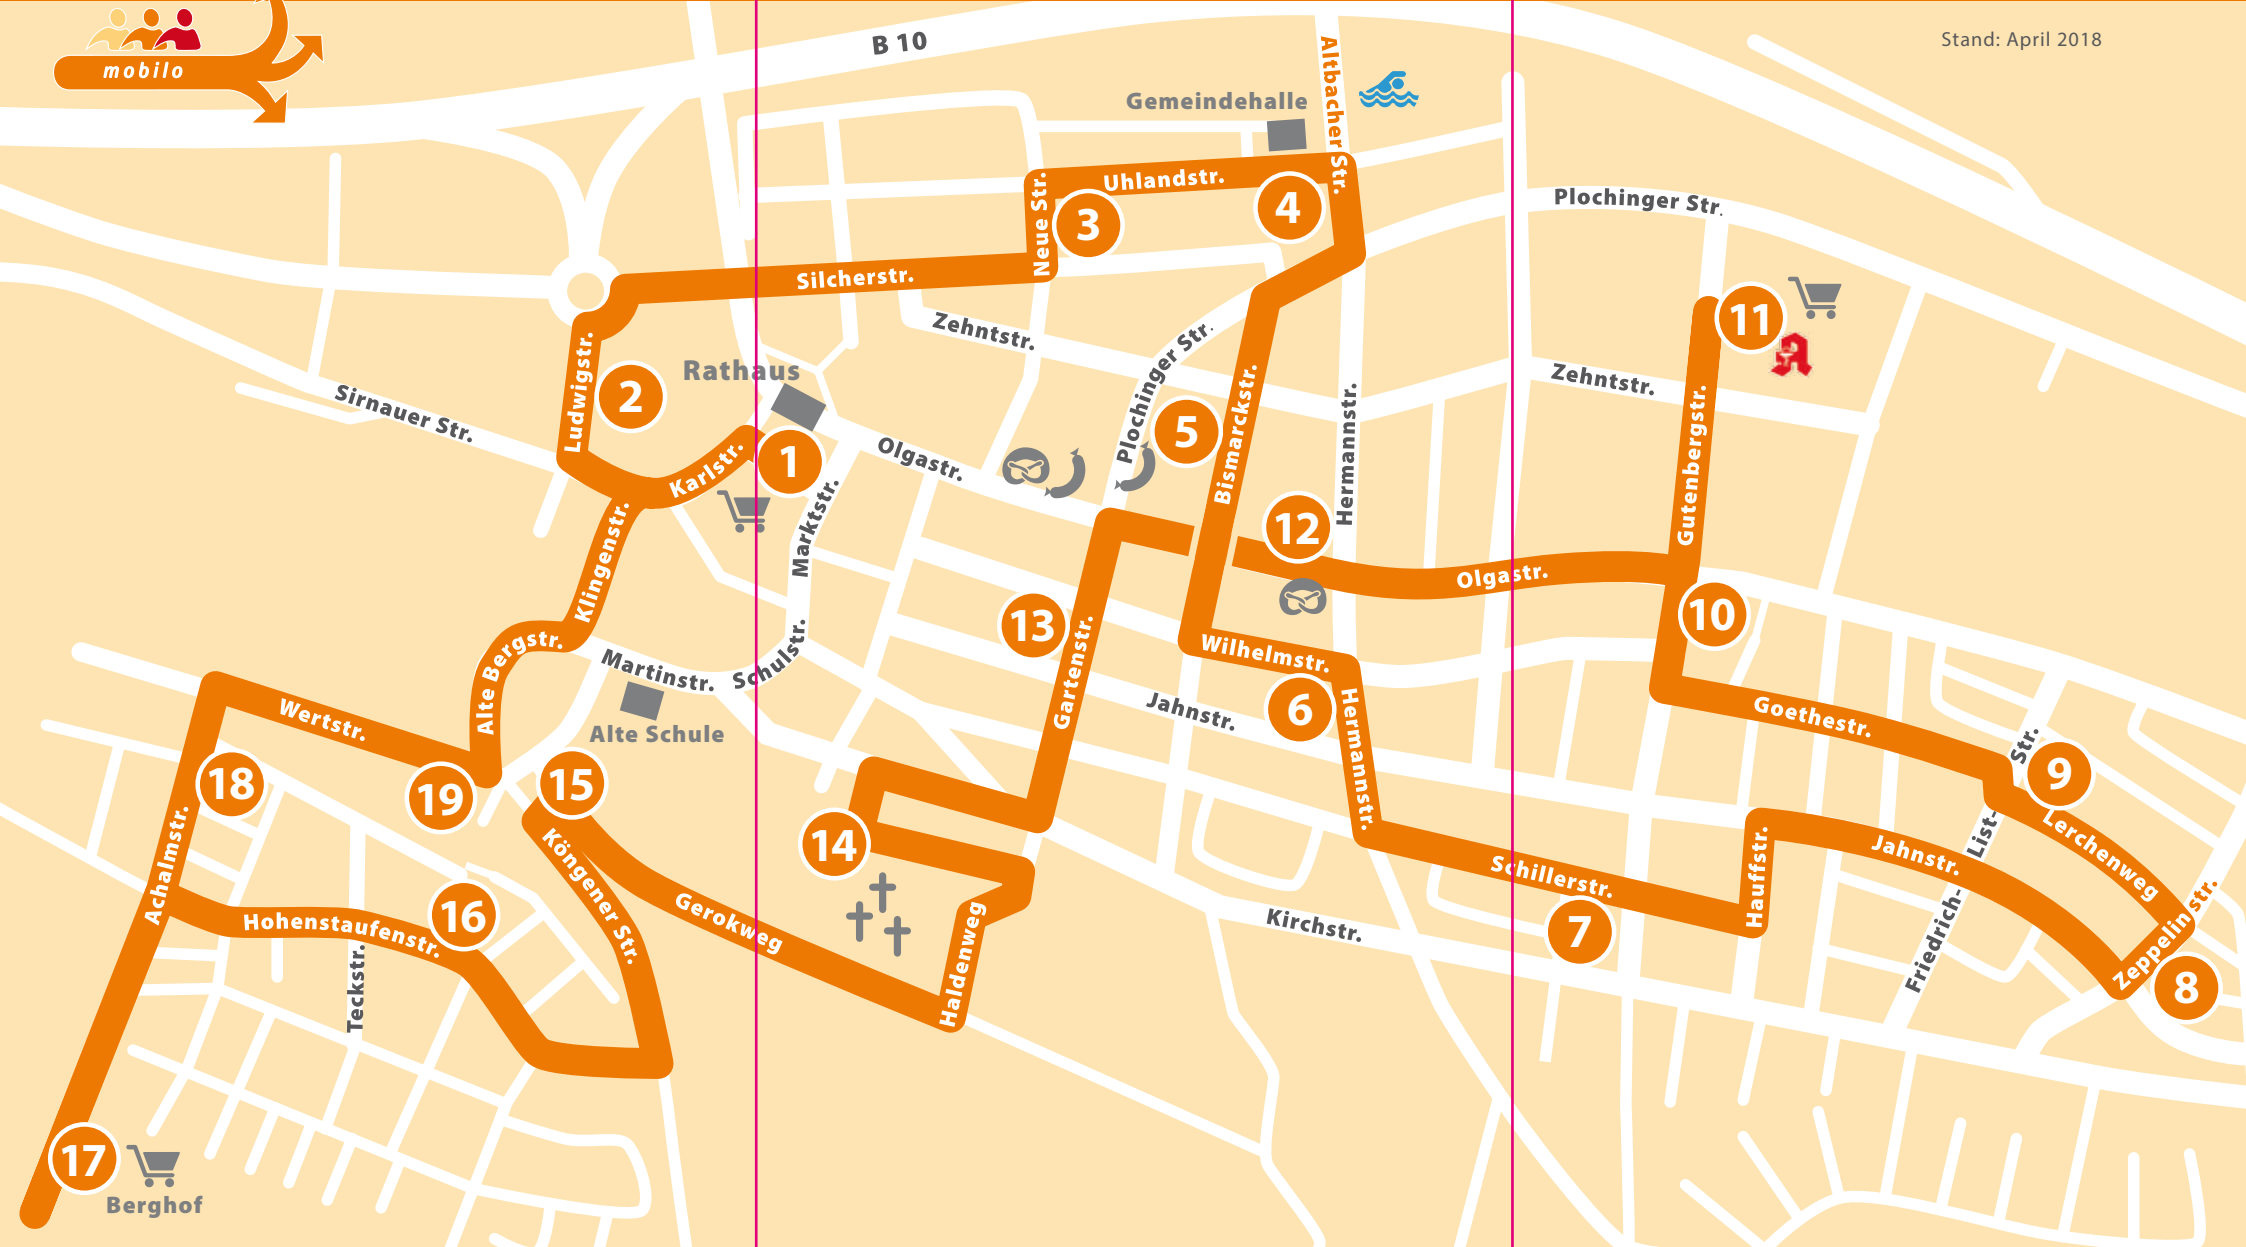 mobilo
B 10
Stand: April 2018
Altbacher Str.
Gemeindehalle
Uhlandstr.
Plochinger Str.
Neue Str.
3
4
Silcherstr.
11
Zehntstr.
Plochinger Str.
Ludwigstr.
Rathaus
Zehntstr.
2
Sirnauer Str.
Bismarckstr.
Hermannstr.
Gutenbergstr.
5
Karlstr.
1
Olgastr.
Marktstr.
Klingenstr.
12
Olgastr.
10
13
Gartenstr.
Alte Bergstr.
Martinstr.
Schulstr.
Wilhelmstr.
Wertstr.
Alte Schule
Jahnstr.
6
Hermannstr.
Goethestr.
18
19
15
9
14
Achalmstr.
Köngener Str.
Gerokweg
Schillerstr.
Hauffstr.
Jahnstr.
Friedrich-List-Str.
Lerchenweg
Zeppelinstr.
Hohenstaufenstr.
16
Haldenweg
Kirchstr.
7
8
Teckstr.
17
Berghof